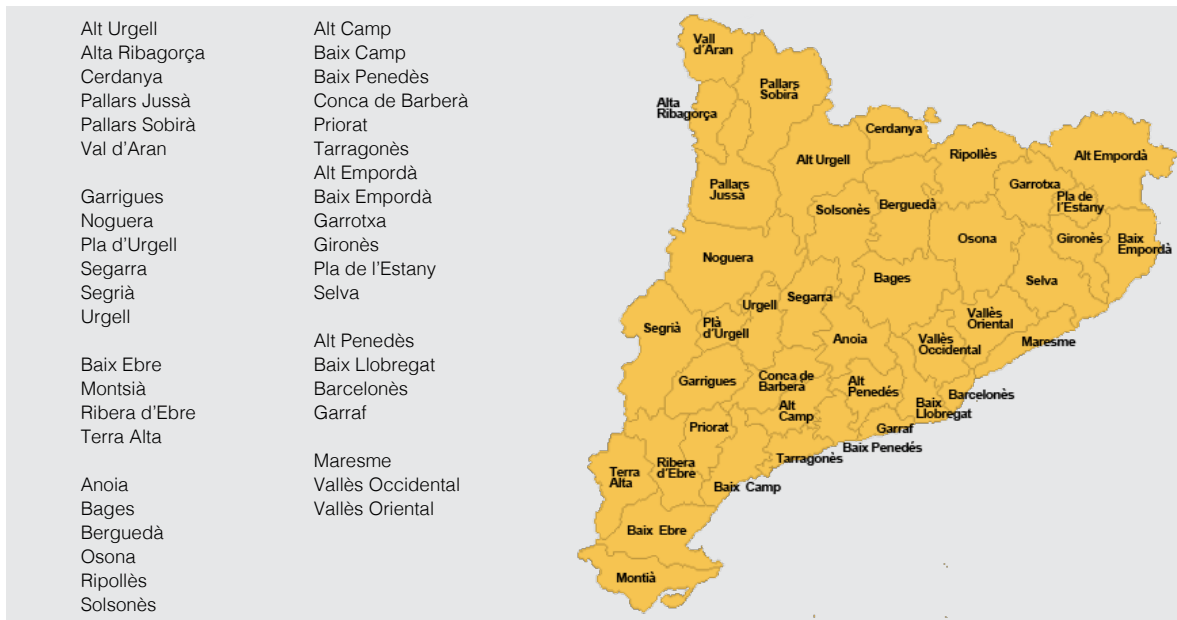 Alt Urgell
Alta Ribagorça
Cerdanya
Pallars Jussà
Pallars Sobirà
Val d'Aran
Garrigues
Noguera
Pla d'Urgell
Segarra
Segrià
Urgell
Baix Ebre
Montsià
Ribera d'Ebre
Terra Alta
Anoia
Bages
Berguedà
Osona
Ripollès
Solsonès
Alt Camp
Baix Camp
Baix Penedès
Conca de Barberà
Priorat
Tarragonès
Alt Empordà
Baix Empordà
Garrotxa
Gironès
Pla de l'Estany
Selva
Alt Penedès
Baix Llobregat
Barcelonès
Garraf
Maresme
Vallès Occidental
Vallès Oriental
Vall
d'Aran
Pallars
Sobirà
Alta
Ribagorça
Cerdanya
Ripollès
Alt Empordà
Alt Urgell
Pallars
Jussà
Garrotxa
Pla de
l'Estany
Solsonès
Berguedà
Osona
Gironès
Baix
Empordà
Noguera
Bages
Selva
Urgell
Segarra
Segrià
Plà
d'Urgell
Anoia
Vallès
Oriental
Vallès
Occidental
Maresme
Garrigues
Conca de
Barberà
Alt
Penedés
Barcelonès
Baix
Llobregat
Alt
Camp
Priorat
Garraf
Baix Penedés
Tarragonès
Terra
Alta
Ribera
d'Ebre
Baix Camp
Baix Ebre
Montià